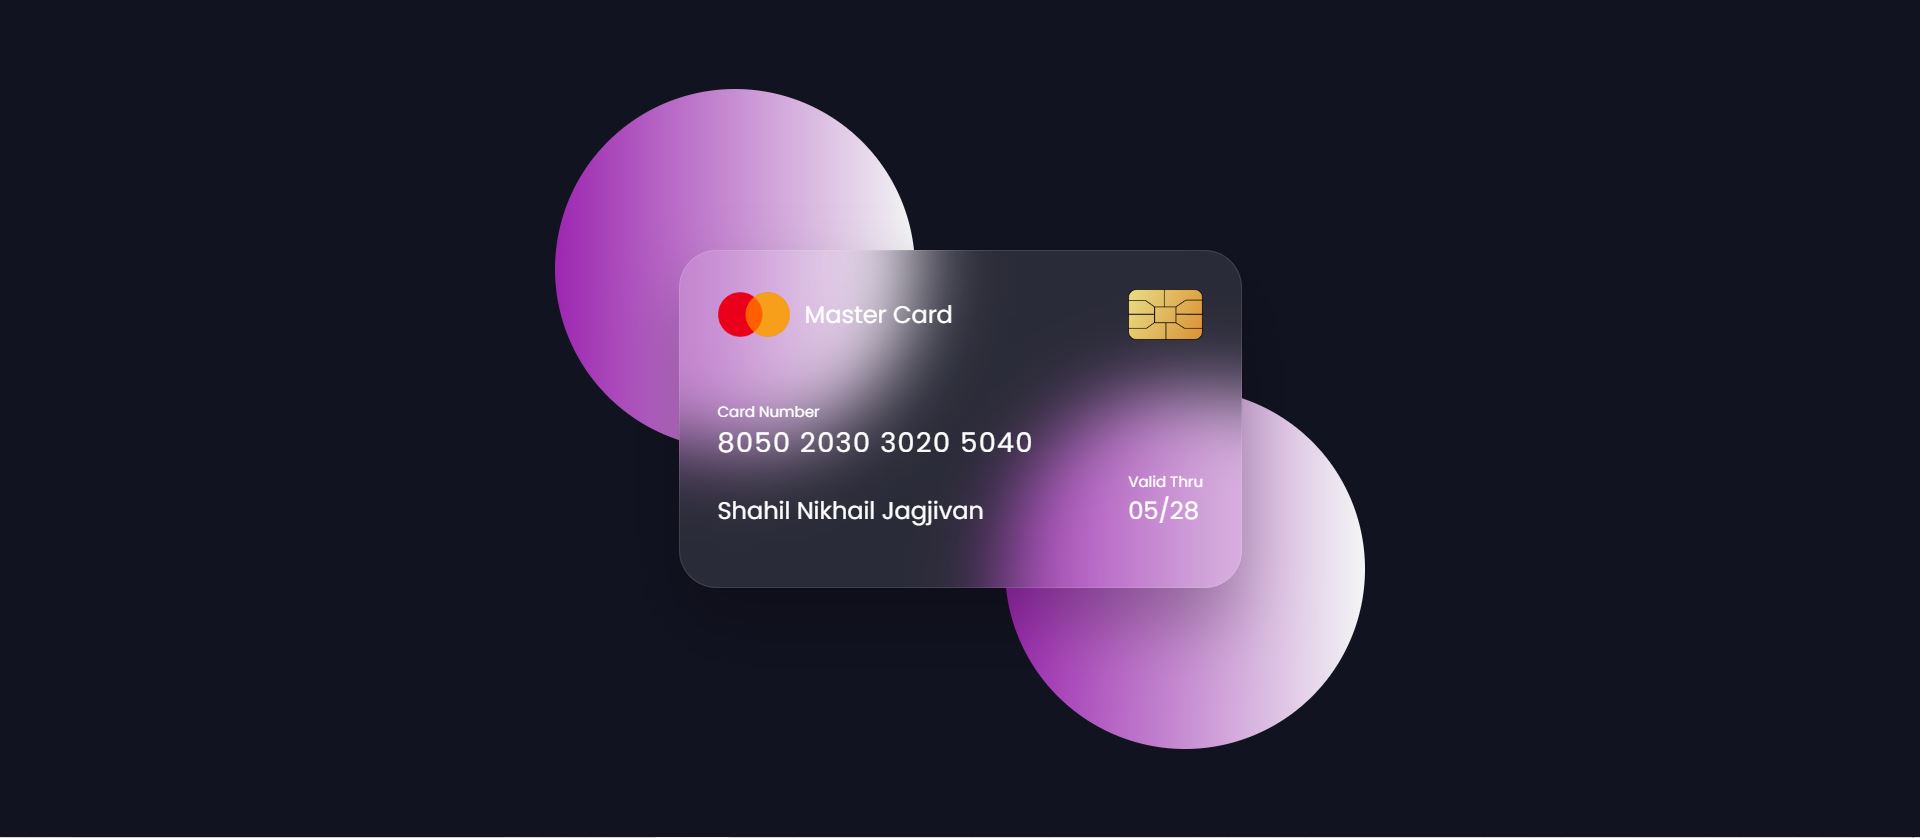 Master Card
Card Number
8050 2030 3020 5040
Valid Thru
Shahil Nikhail Jagjivan
05/28